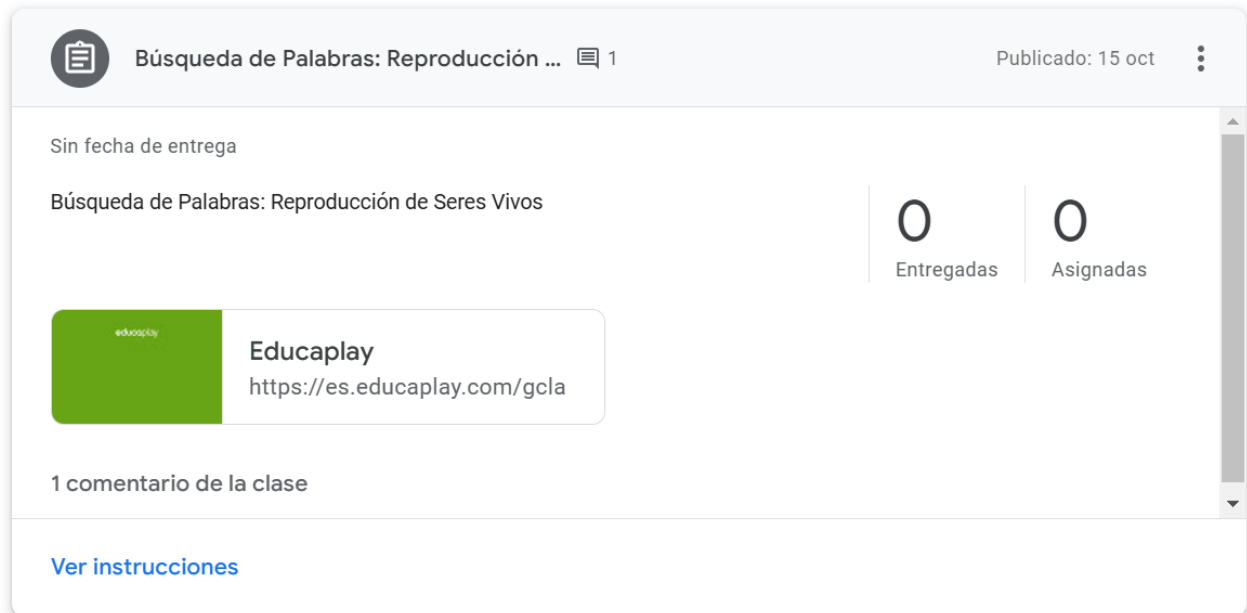 Búsqueda de Palabras: Reproducción ... 1
Publicado: 15 oct
Sin fecha de entrega
Búsqueda de Palabras: Reproducción de Seres Vivos
0
Entregadas
0
Asignadas
educaplay
Educaplay
https://es.educaplay.com/gcla
1 comentario de la clase
Ver instrucciones